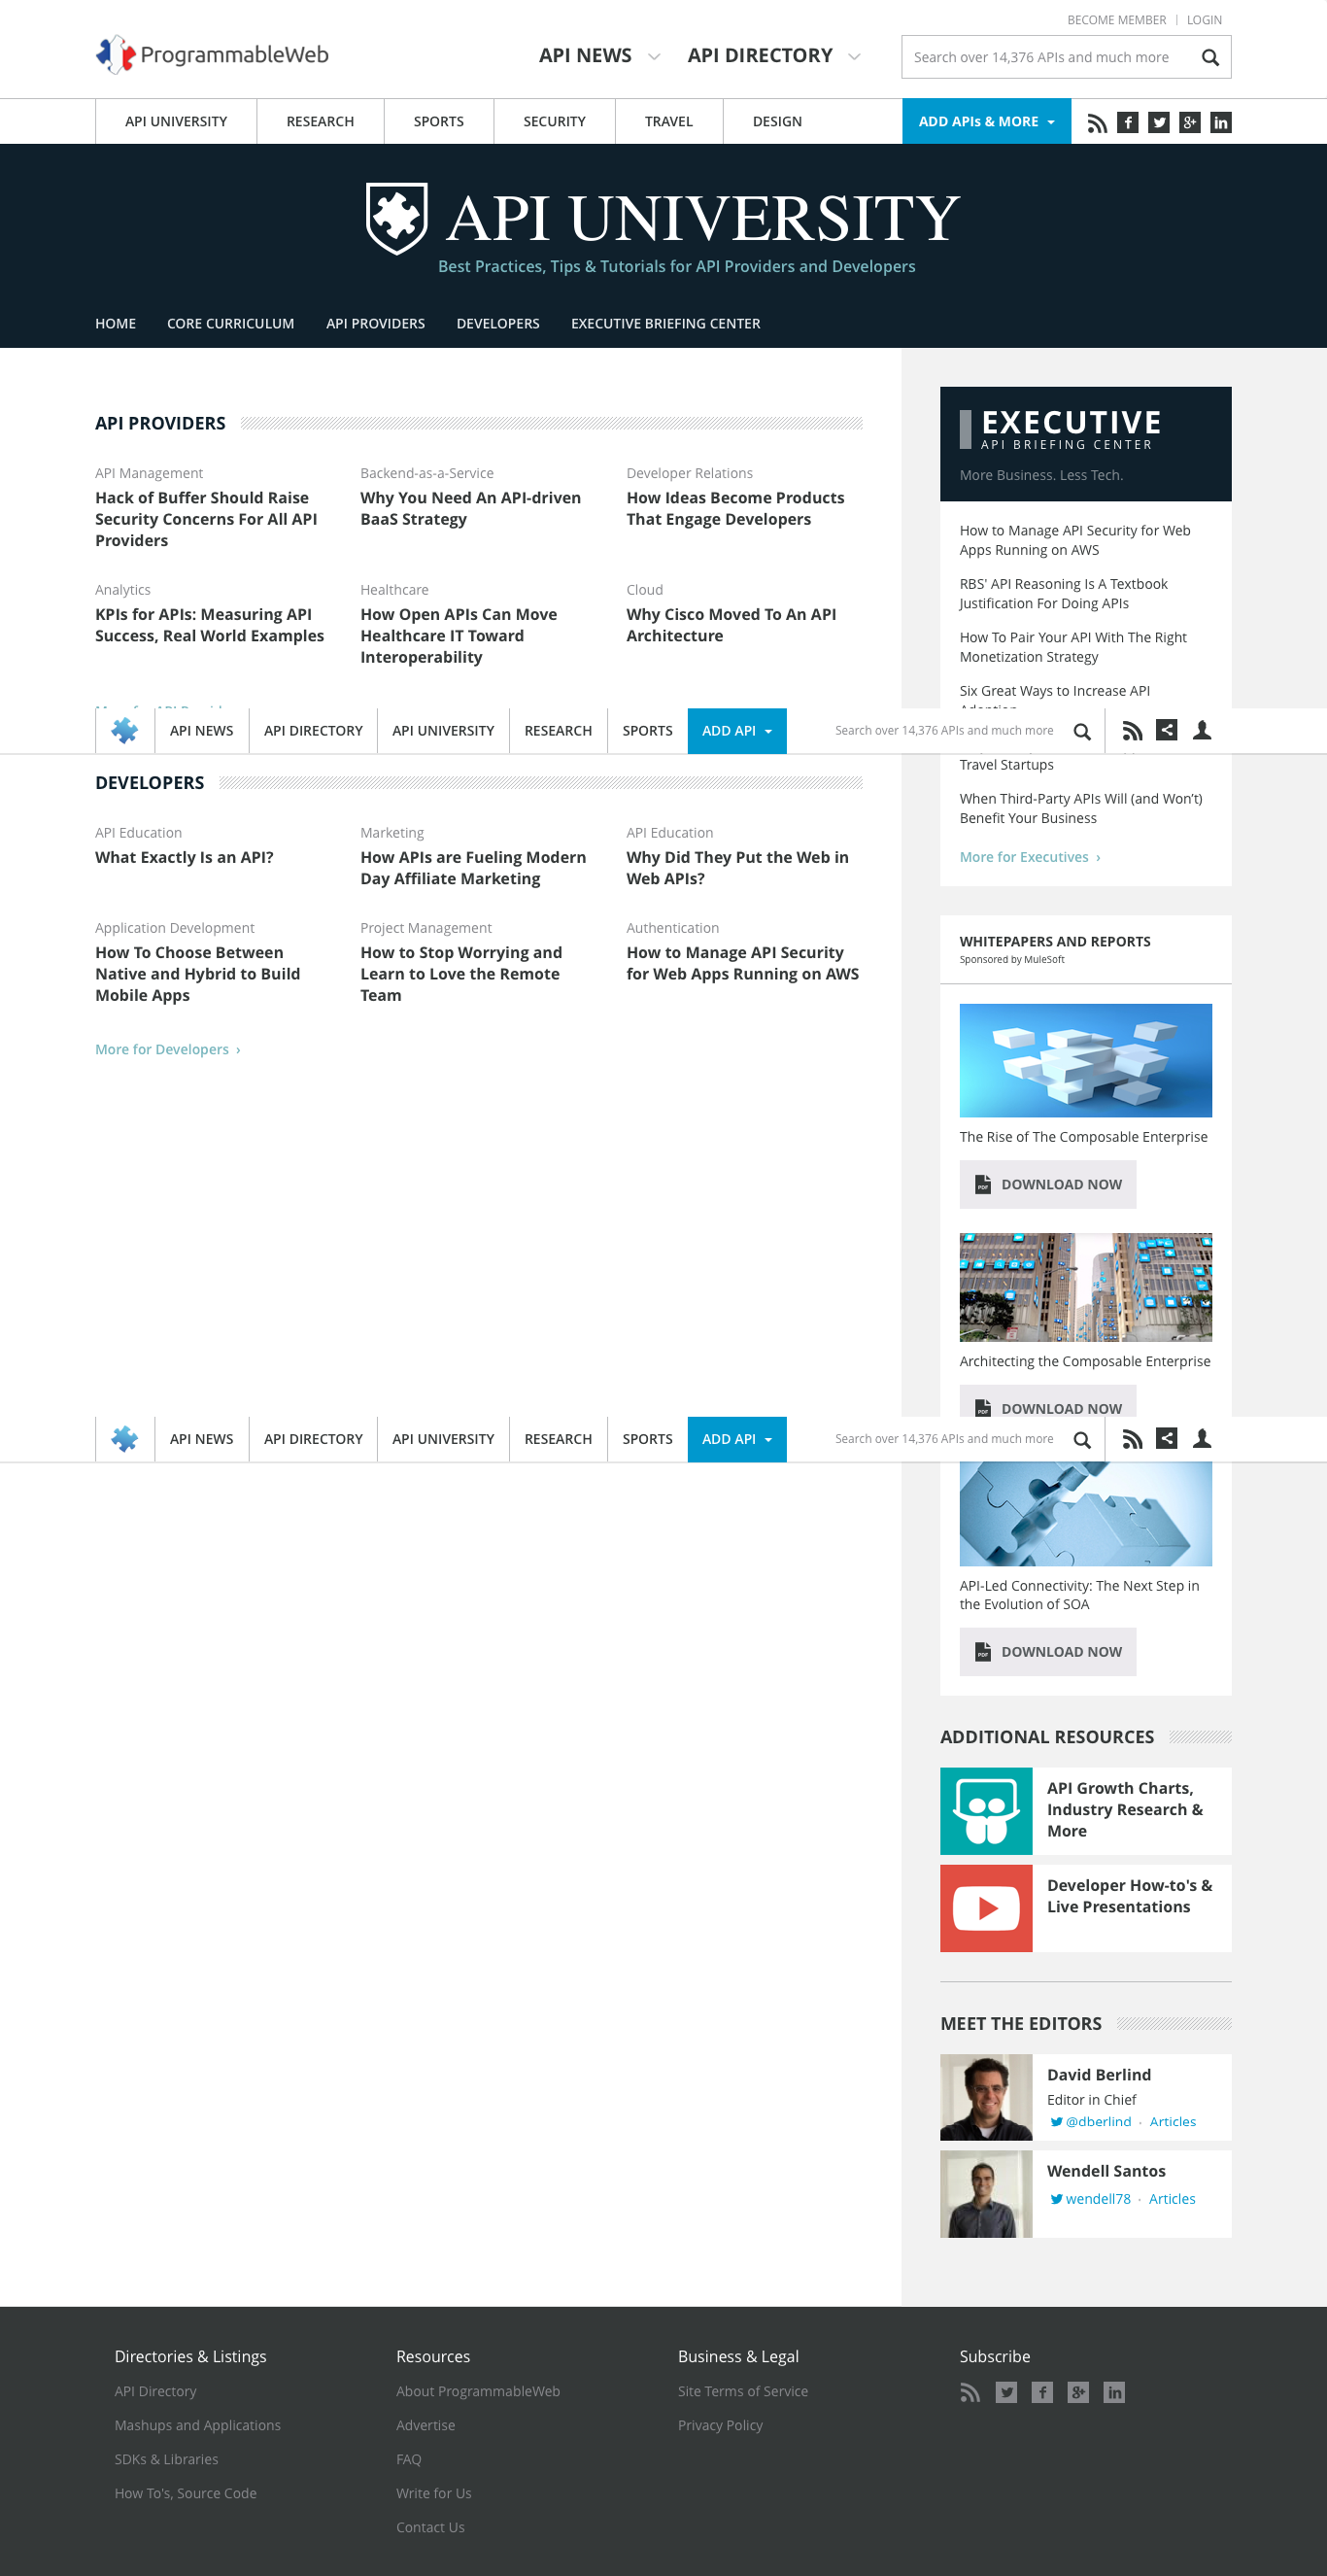 BECOME MEMBER | LOGIN
ProgrammableWeb
API NEWS
API DIRECTORY
Search over 14,376 APIs and much more
API UNIVERSITY
RESEARCH
SPORTS
SECURITY
TRAVEL
DESIGN
ADD APIs & MORE
API UNIVERSITY
Best Practices, Tips & Tutorials for API Providers and Developers
HOME
CORE CURRICULUM
API PROVIDERS
DEVELOPERS
EXECUTIVE BRIEFING CENTER
API PROVIDERS
API Management
Hack of Buffer Should Raise
Security Concerns For All API
Providers
Backend-as-a-Service
Why You Need An API-driven
BaaS Strategy
Developer Relations
How Ideas Become Products
That Engage Developers
Analytics
KPIs for APIs: Measuring API
Success, Real World Examples
Healthcare
How Open APIs Can Move
Healthcare IT Toward
Interoperability
Cloud
Why Cisco Moved To An API
Architecture
EXECUTIVE
API BRIEFING CENTER
More Business. Less Tech.
How to Manage API Security for Web
Apps Running on AWS
RBS' API Reasoning Is A Textbook
Justification For Doing APIs
How To Pair Your API With The Right
Monetization Strategy
Six Great Ways to Increase API
API NEWS
API DIRECTORY
API UNIVERSITY
RESEARCH
SPORTS
ADD API
Search over 14,376 APIs and much more
Travel Startups
When Third-Party APIs Will (and Won’t)
Benefit Your Business
More for Executives ›
DEVELOPERS
API Education
What Exactly Is an API?
Marketing
How APIs are Fueling Modern
Day Affiliate Marketing
API Education
Why Did They Put the Web in
Web APIs?
Application Development
How To Choose Between
Native and Hybrid to Build
Mobile Apps
Project Management
How to Stop Worrying and
Learn to Love the Remote
Team
Authentication
How to Manage API Security
for Web Apps Running on AWS
More for Developers ›
WHITEPAPERS AND REPORTS
Sponsored by MuleSoft
The Rise of The Composable Enterprise
PDF DOWNLOAD NOW
Architecting the Composable Enterprise
PDF DOWNLOAD NOW
API NEWS
API DIRECTORY
API UNIVERSITY
RESEARCH
SPORTS
ADD API
Search over 14,376 APIs and much more
API-Led Connectivity: The Next Step in
the Evolution of SOA
PDF DOWNLOAD NOW
ADDITIONAL RESOURCES
API Growth Charts,
Industry Research &
More
Developer How-to's &
Live Presentations
MEET THE EDITORS
David Berlind
Editor in Chief
@dberlind · Articles
Wendell Santos
wendell78 · Articles
Directories & Listings
API Directory
Mashups and Applications
SDKs & Libraries
How To's, Source Code
Resources
About ProgrammableWeb
Advertise
FAQ
Write for Us
Contact Us
Business & Legal
Site Terms of Service
Privacy Policy
Subscribe